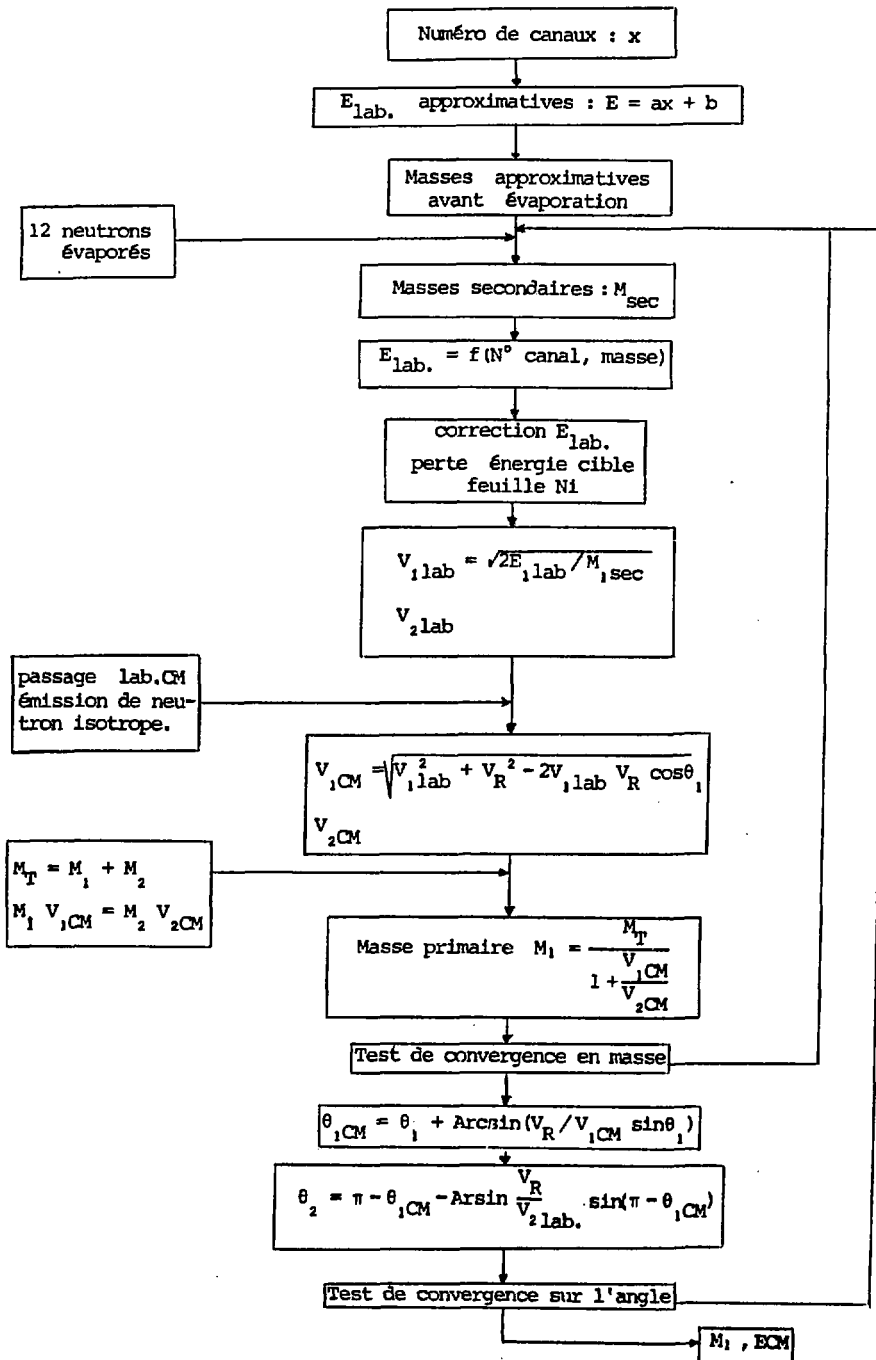 Numéro de canaux : x
E_lab. approximatives : E = ax + b
Masses approximatives
avant évaporation
12 neutrons
évaporés
Masses secondaires : M_sec
E_lab. = f(N° canal, masse)
correction E_lab.
perte énergie cible
feuille Ni
V_1lab = √2E_1lab/M_1sec
V_2lab
passage lab.CM
émission de neu-
tron isotrope.
V_1CM = √V_1lab² + V_R² - 2V_1lab V_R cosθ_1
V_2CM
M_T = M_1 + M_2
M_1 V_1CM = M_2 V_2CM
Masse primaire M_1 = M_T / (1 + V_1CM/V_2CM)
Test de convergence en masse
θ_1CM = θ_1 + Arcsin(V_R/V_1CM sinθ_1)
θ_2 = π - θ_1CM - Arsin V_R/V_2lab. sin(π - θ_1CM)
Test de convergence sur l'angle
M_1 , ECM